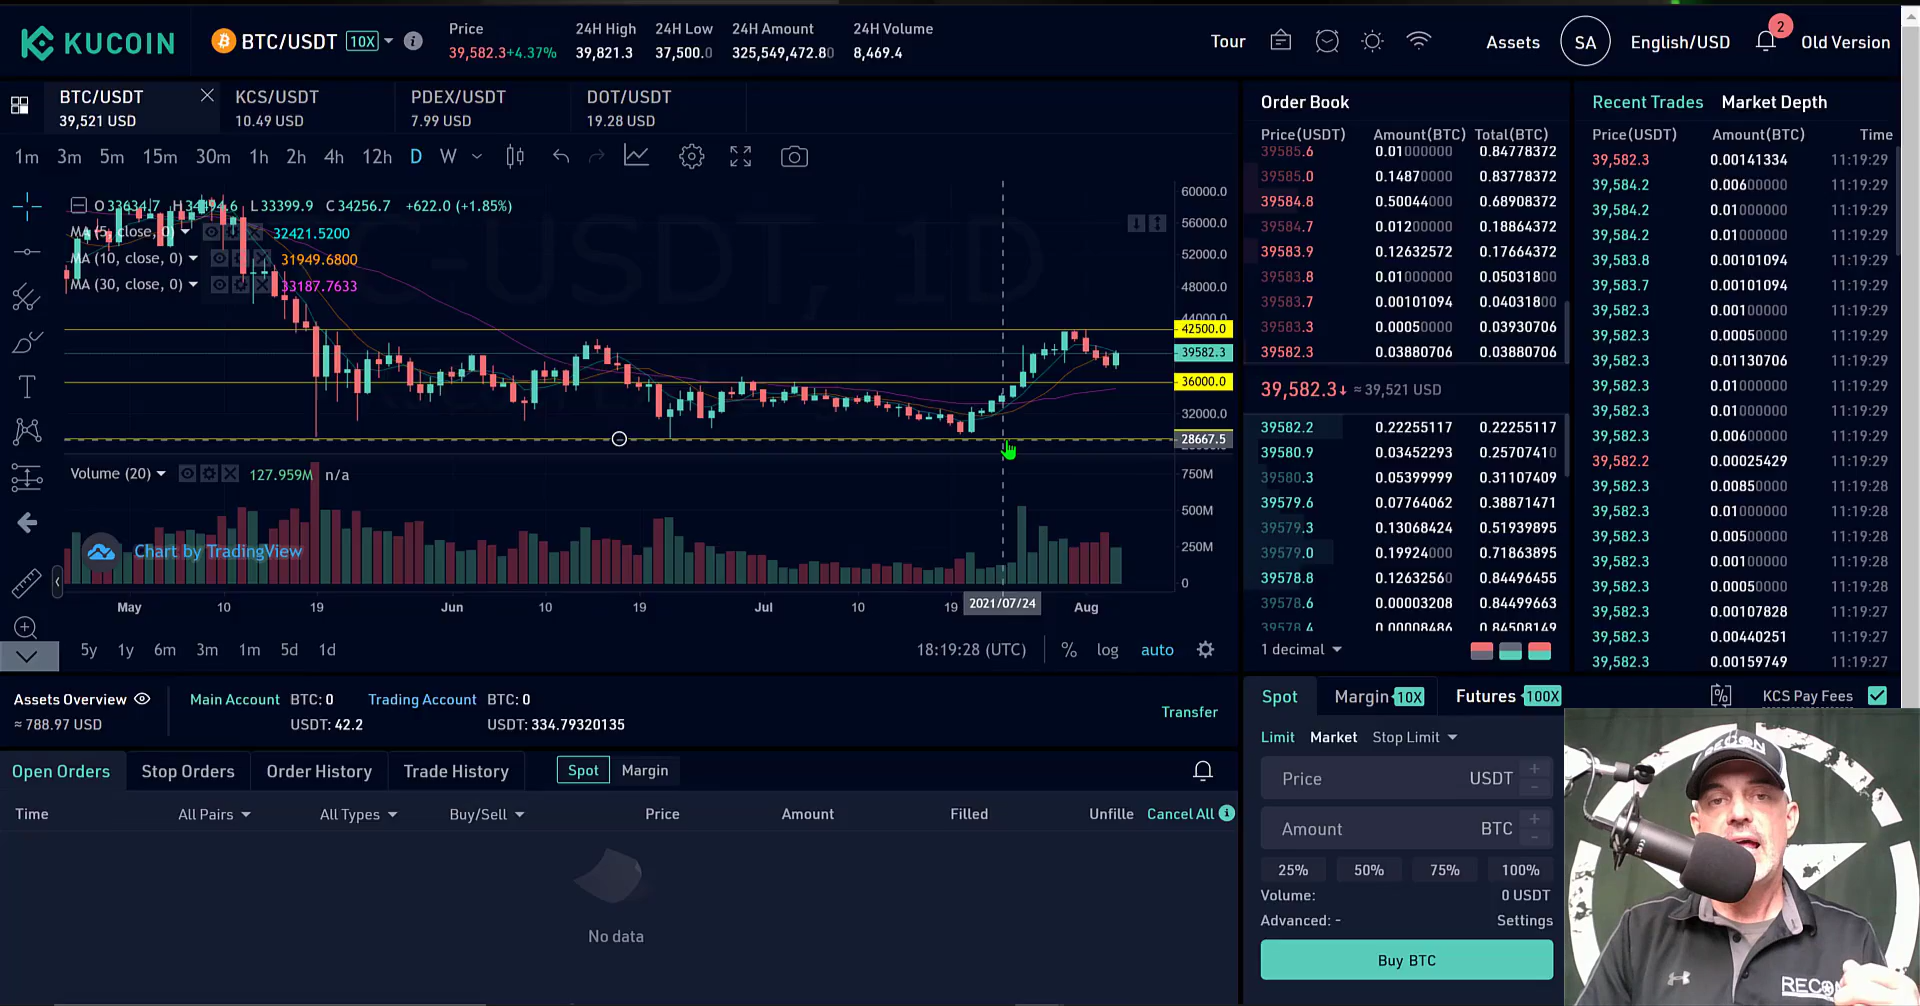 KUCOIN
BTC/USDT 10X
Price
39,582.3+4.37%
24H High
39,821.3
24H Low
37,500.0
24H Amount
325,549,472.80
24H Volume
8,469.4
Tour
Assets
SA
English/USD
2
Old Version
BTC/USDT
39,521 USD
KCS/USDT
10.49 USD
PDEX/USDT
7.99 USD
DOT/USDT
19.28 USD
1m 3m 5m 15m 30m 1h 2h 4h 12h D W
O33634.7 H34494.6 L33399.9 C34256.7 +622.0 (+1.85%)
MA (5, close, 0) 32421.5200
MA (10, close, 0) 31949.6800
MA (30, close, 0) 33187.7633
60000.0
56000.0
52000.0
48000.0
44000.0
42500.0
39582.3
36000.0
32000.0
28667.5
Volume (20) 127.959M n/a
750M
500M
250M
0
Chart by TradingView
May 10 19 Jun 10 19 Jul 10 19 2021/07/24 Aug
5y 1y 6m 3m 1m 5d 1d
18:19:28 (UTC) % log auto
Order Book
Price(USDT) Amount(BTC) Total(BTC)
39585.6 0.01000000 0.84778372
39585.0 0.14870000 0.83778372
39584.8 0.50044000 0.68908372
39584.7 0.01200000 0.18864372
39583.9 0.12632572 0.17664372
39583.8 0.01000000 0.05031800
39583.7 0.00101094 0.04031800
39583.3 0.00050000 0.03930706
39582.3 0.03880706 0.03880706
39,582.3↓ ≈ 39,521 USD
39582.2 0.22255117 0.22255117
39580.9 0.03452293 0.25707410
39580.3 0.05399999 0.31107409
39579.6 0.07764062 0.38871471
39579.3 0.13068424 0.51939895
39579.0 0.19924000 0.71863895
39578.8 0.12632560 0.84496455
39578.6 0.00003208 0.84499663
39578.4 0.00008486 0.84508149
1 decimal
Recent Trades Market Depth
Price(USDT) Amount(BTC) Time
39,582.3 0.00141334 11:19:29
39,584.2 0.00600000 11:19:29
39,584.2 0.01000000 11:19:29
39,584.2 0.01000000 11:19:29
39,583.8 0.00101094 11:19:29
39,583.7 0.00101094 11:19:29
39,582.3 0.00100000 11:19:29
39,582.3 0.00050000 11:19:29
39,582.3 0.01130706 11:19:29
39,582.3 0.01000000 11:19:29
39,582.3 0.01000000 11:19:29
39,582.3 0.00600000 11:19:29
39,582.2 0.00025429 11:19:29
39,582.3 0.00850000 11:19:28
39,582.3 0.01000000 11:19:28
39,582.3 0.00500000 11:19:28
39,582.3 0.00100000 11:19:28
39,582.3 0.00050000 11:19:28
39,582.3 0.00107828 11:19:27
39,582.3 0.00440251 11:19:27
39,582.3 0.00159749 11:19:27
Assets Overview
≈ 788.97 USD
Main Account BTC: 0
USDT: 42.2
Trading Account BTC: 0
USDT: 334.79320135
Transfer
Open Orders Stop Orders Order History Trade History Spot Margin
Time All Pairs All Types Buy/Sell Price Amount Filled Unfille Cancel All
No data
Spot Margin 10X Futures 100X KCS Pay Fees
Limit Market Stop Limit
Price USDT
Amount BTC
25% 50% 75% 100%
Volume: 0 USDT
Advanced: - Settings
Buy BTC
RECON
RECON